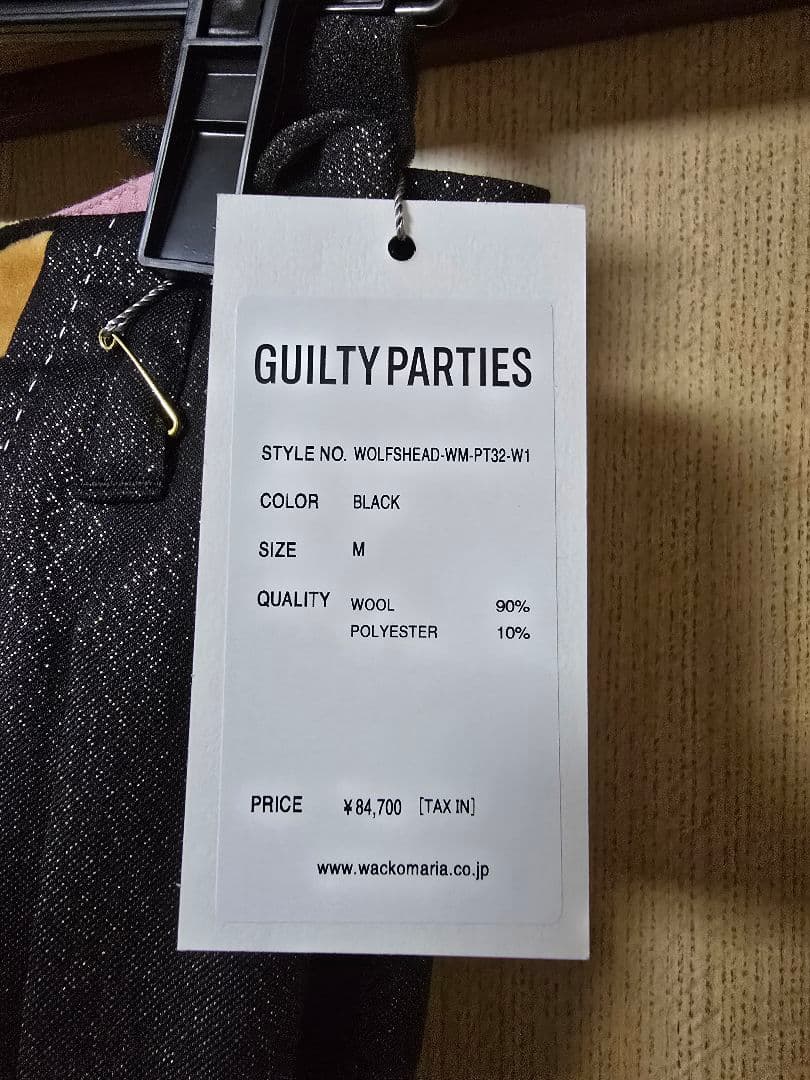 GUILTY PARTIES
STYLE NO. WOLFSHEAD-WM-PT32-W1
COLOR BLACK
SIZE M
QUALITY WOOL 90%
POLYESTER 10%
PRICE ¥84,700 [TAX IN]
www.wackomaria.co.jp